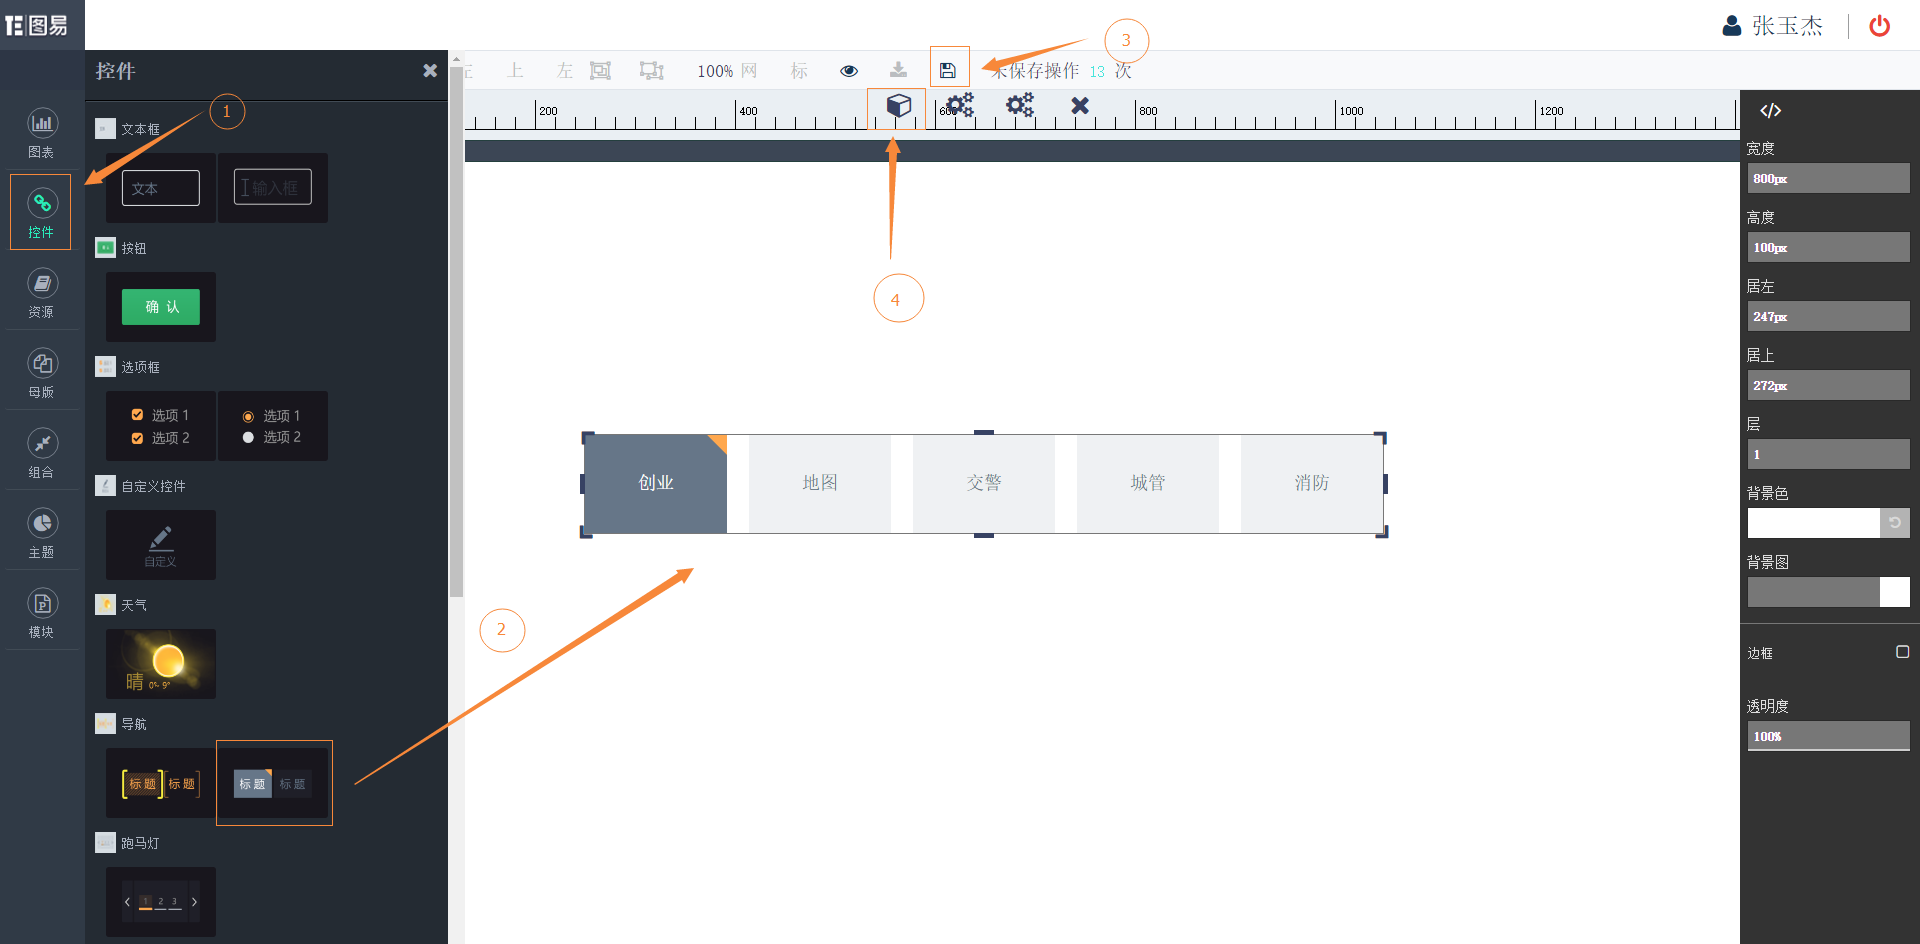 图易
张玉杰
3
控件
上
左
100%
网
标
未保存操作 13 次
200
400
600
800
1000
1200
1
图表
控件
资源
母版
组合
主题
模块
文本框
文本
输入框
按钮
确 认
选项框
选项 1
选项 2
选项 1
选项 2
自定义控件
自定义
天气
晴 0°~ 9°
导航
标 题
标 题
标 题
标 题
跑马灯
1 2 3
4
创业
地图
交警
城管
消防
2
宽度
800px
高度
100px
居左
247px
居上
272px
层
1
背景色
背景图
边框
透明度
100%